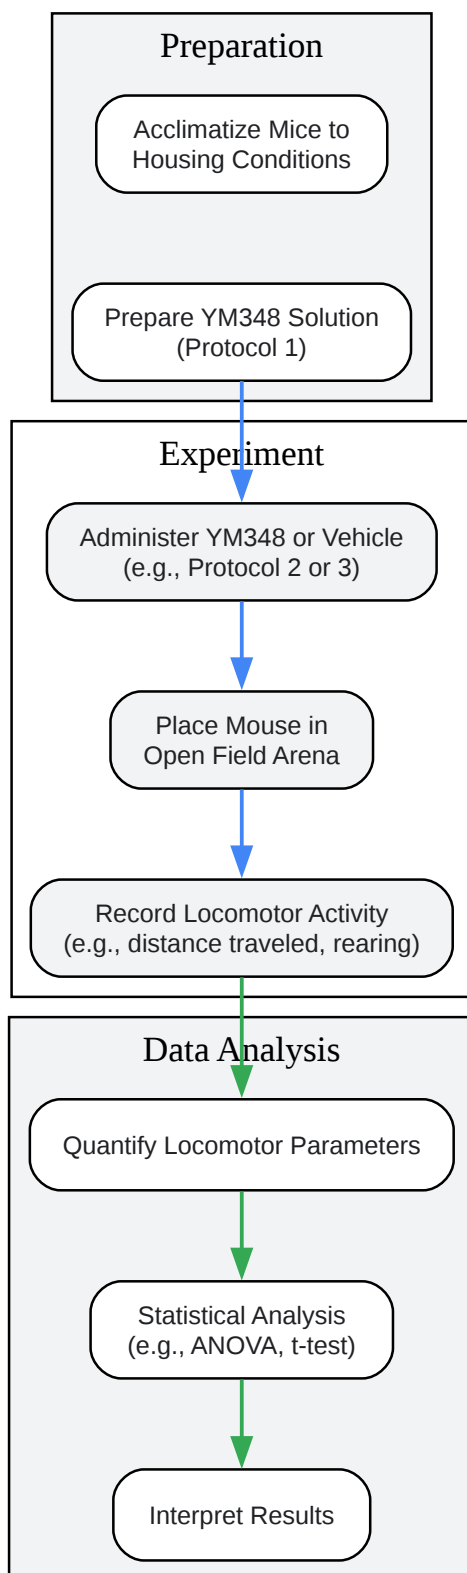 Preparation
Acclimatize Mice to
Housing Conditions
Prepare YM348 Solution
(Protocol 1)
Experiment
Administer YM348 or Vehicle
(e.g., Protocol 2 or 3)
Place Mouse in
Open Field Arena
Record Locomotor Activity
(e.g., distance traveled, rearing)
Data Analysis
Quantify Locomotor Parameters
Statistical Analysis
(e.g., ANOVA, t-test)
Interpret Results